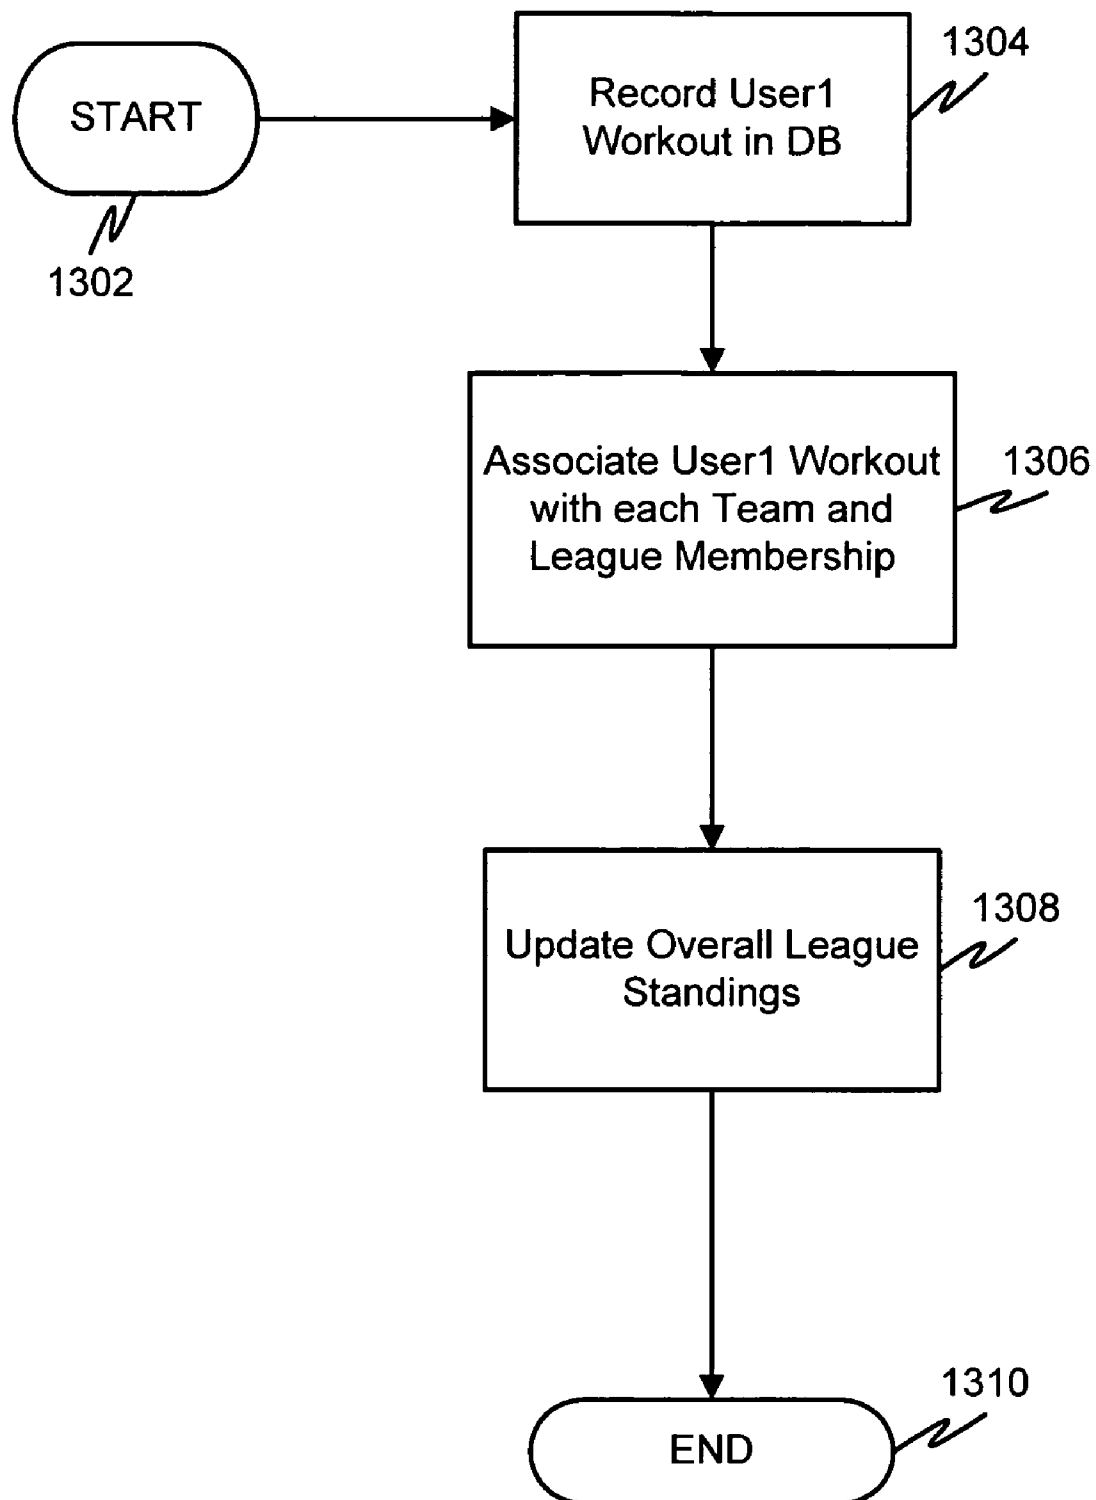 START
1302
Record User1
Workout in DB
1304
Associate User1 Workout
with each Team and
League Membership
1306
Update Overall League
Standings
1308
END
1310